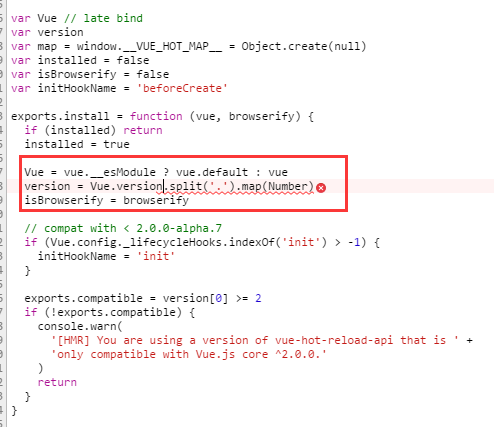 var Vue // late bind
var version
var map = window.__VUE_HOT_MAP__ = Object.create(null)
var installed = false
var isBrowserify = false
var initHookName = 'beforeCreate'
exports.install = function (vue, browserify) {
if (installed) return
installed = true
Vue = vue.__esModule ? vue.default : vue
version = Vue.version.split('.').map(Number)
isBrowserify = browserify
// compat with < 2.0.0-alpha.7
if (Vue.config._lifecycleHooks.indexOf('init') > -1) {
initHookName = 'init'
}
exports.compatible = version[0] >= 2
if (!exports.compatible) {
console.warn(
'[HMR] You are using a version of vue-hot-reload-api that is ' +
'only compatible with Vue.js core ^2.0.0.'
)
return
}
}